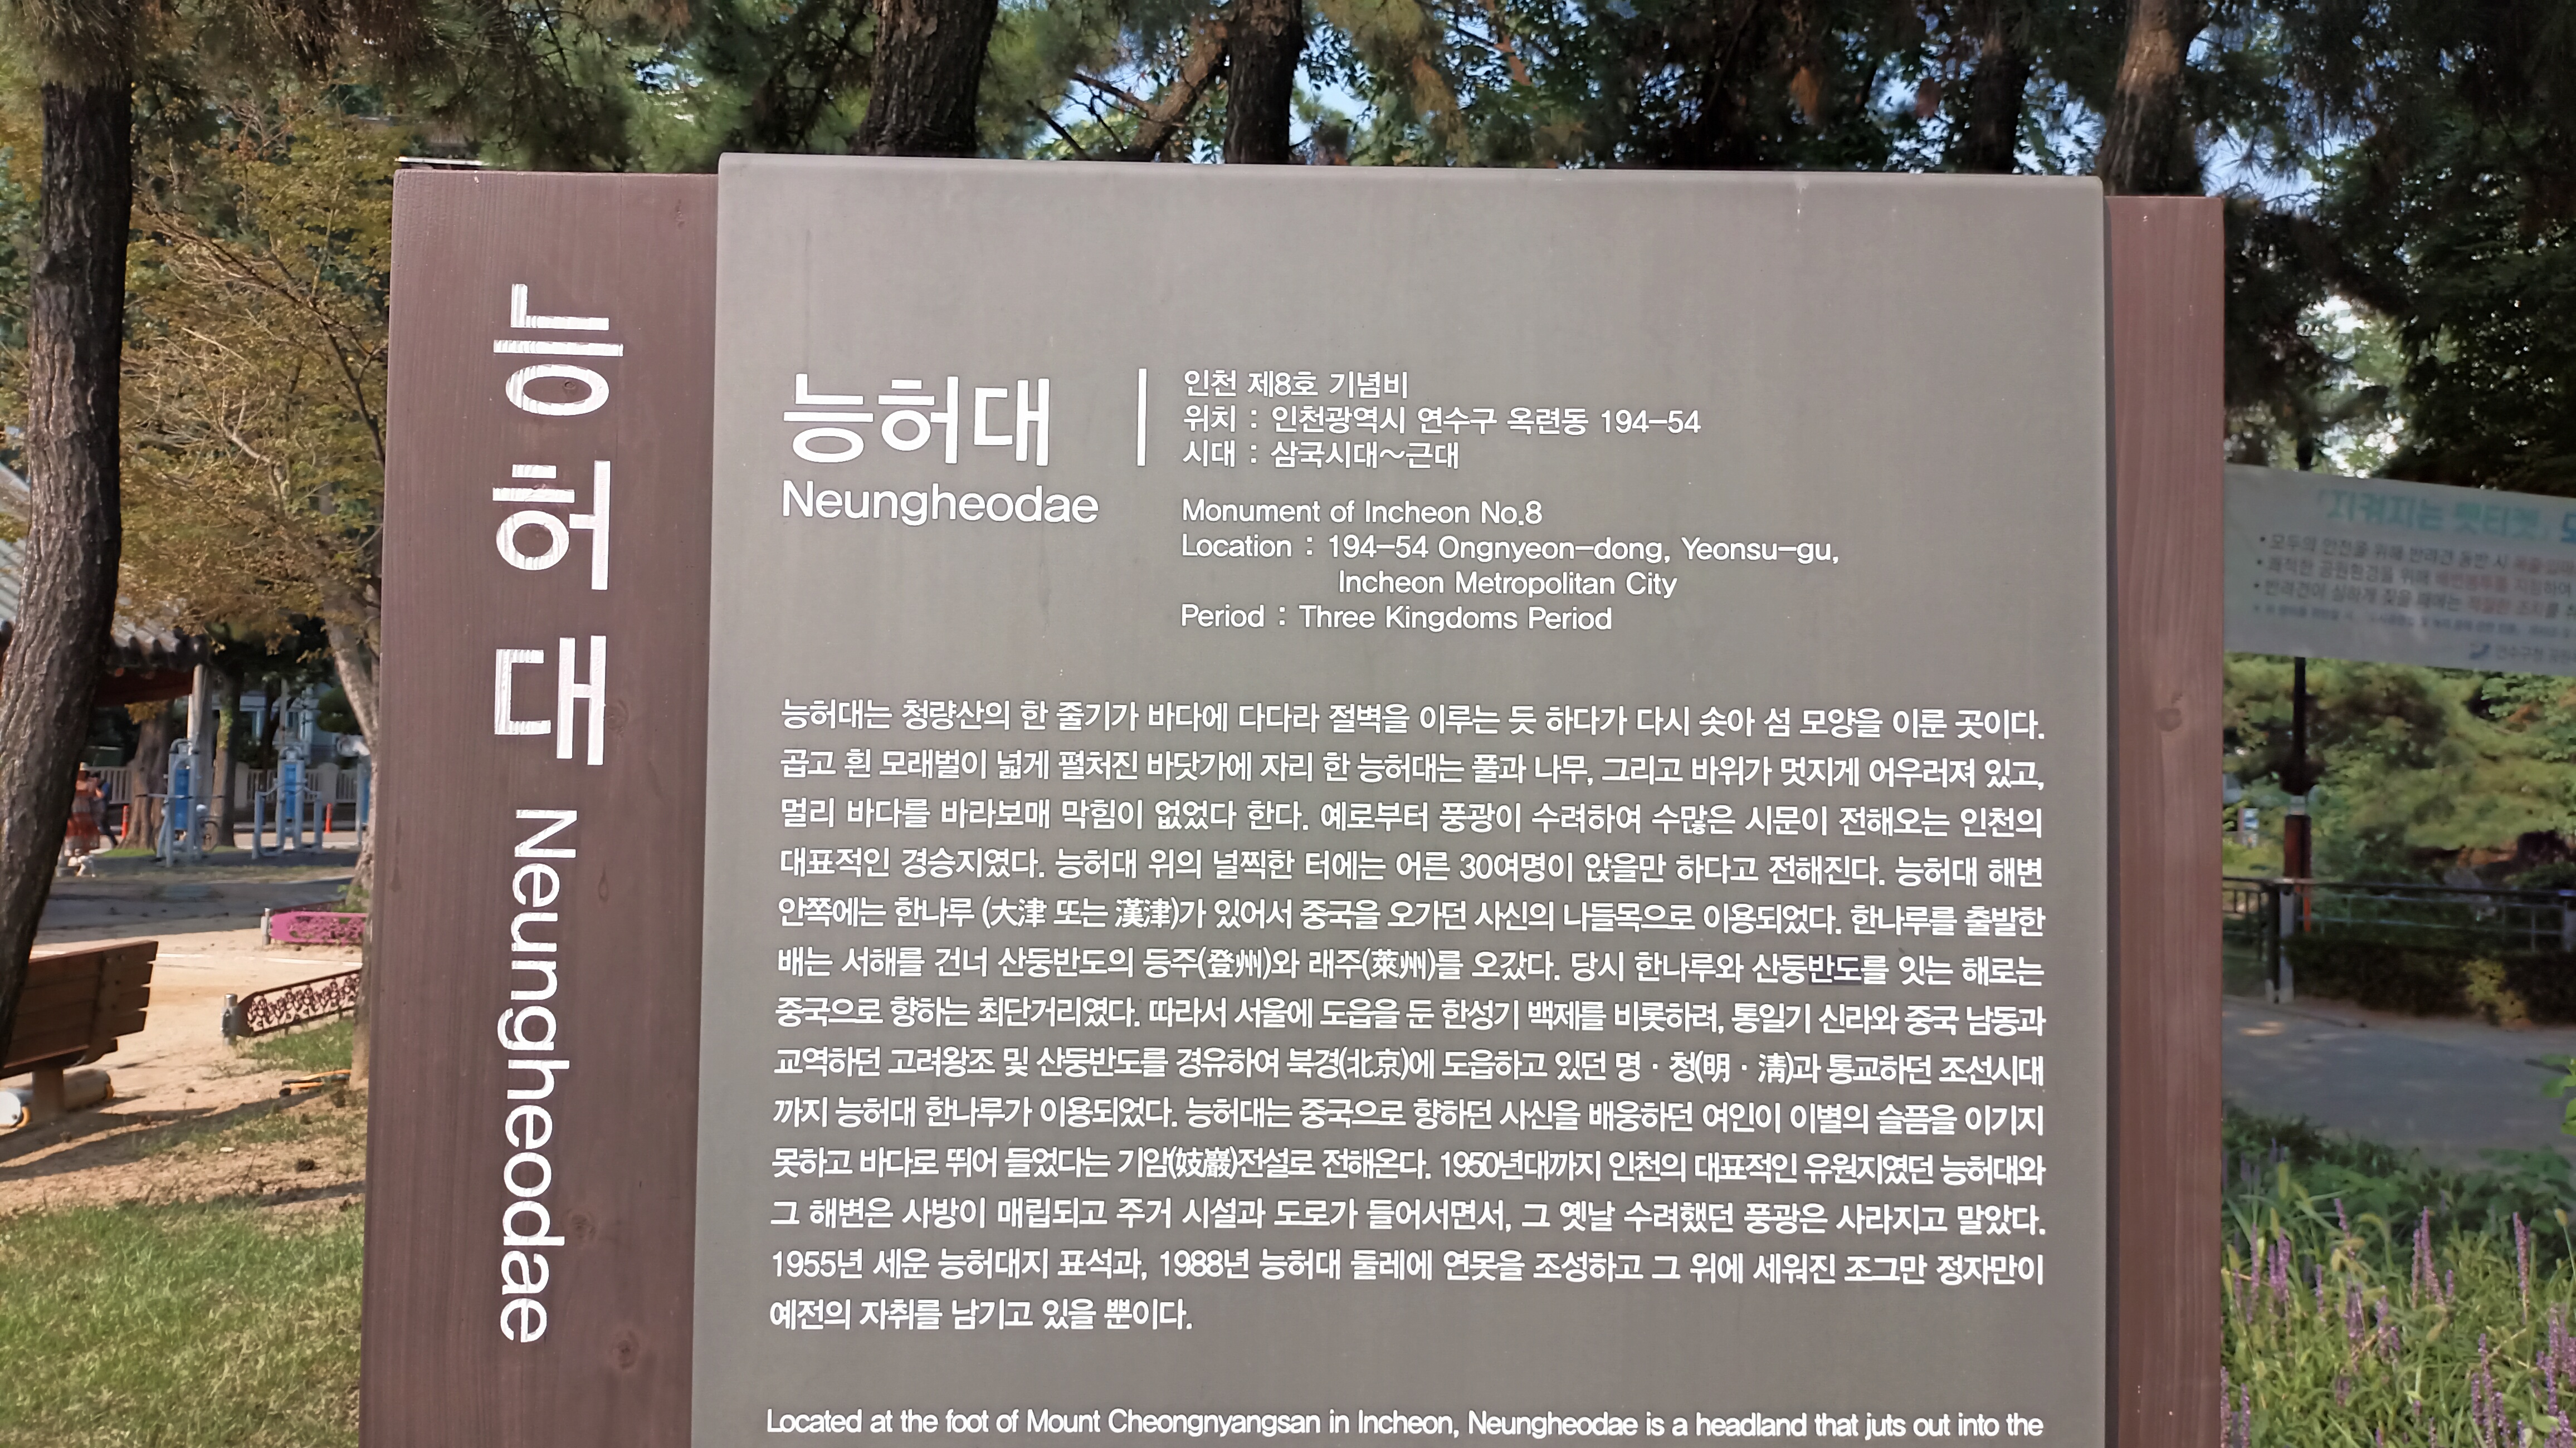 능허대 Neungheodae
능허대
Neungheodae
인천 제8호 기념비
위치 : 인천광역시 연수구 옥련동 194-54
시대 : 삼국시대~근대
Monument of Incheon No.8
Location : 194-54 Ongnyeon-dong, Yeonsu-gu,
Incheon Metropolitan City
Period : Three Kingdoms Period
능허대는 청량산의 한 줄기가 바다에 다다라 절벽을 이루는 듯 하다가 다시 솟아 섬 모양을 이룬 곳이다.
곱고 흰 모래벌이 넓게 펼처진 바닷가에 자리 한 능허대는 풀과 나무, 그리고 바위가 멋지게 어우러져 있고,
멀리 바다를 바라보매 막힘이 없었다 한다. 예로부터 풍광이 수려하여 수많은 시문이 전해오는 인천의
대표적인 경승지였다. 능허대 위의 널찍한 터에는 어른 30여명이 앉을만 하다고 전해진다. 능허대 해변
안쪽에는 한나루 (大津 또는 漢津)가 있어서 중국을 오가던 사신의 나들목으로 이용되었다. 한나루를 출발한
배는 서해를 건너 산둥반도의 등주(登州)와 래주(萊州)를 오갔다. 당시 한나루와 산둥반도를 잇는 해로는
중국으로 향하는 최단거리였다. 따라서 서울에 도읍을 둔 한성기 백제를 비롯하려, 통일기 신라와 중국 남동과
교역하던 고려왕조 및 산둥반도를 경유하여 북경(北京)에 도읍하고 있던 명 · 청(明 · 淸)과 통교하던 조선시대
까지 능허대 한나루가 이용되었다. 능허대는 중국으로 향하던 사신을 배웅하던 여인이 이별의 슬픔을 이기지
못하고 바다로 뛰어 들었다는 기암(妓巖)전설로 전해온다. 1950년대까지 인천의 대표적인 유원지였던 능허대와
그 해변은 사방이 매립되고 주거 시설과 도로가 들어서면서, 그 옛날 수려했던 풍광은 사라지고 말았다.
1955년 세운 능허대지 표석과, 1988년 능허대 둘레에 연못을 조성하고 그 위에 세워진 조그만 정자만이
예전의 자취를 남기고 있을 뿐이다.
Located at the foot of Mount Cheongnyangsan in Incheon, Neungheodae is a headland that juts out into the